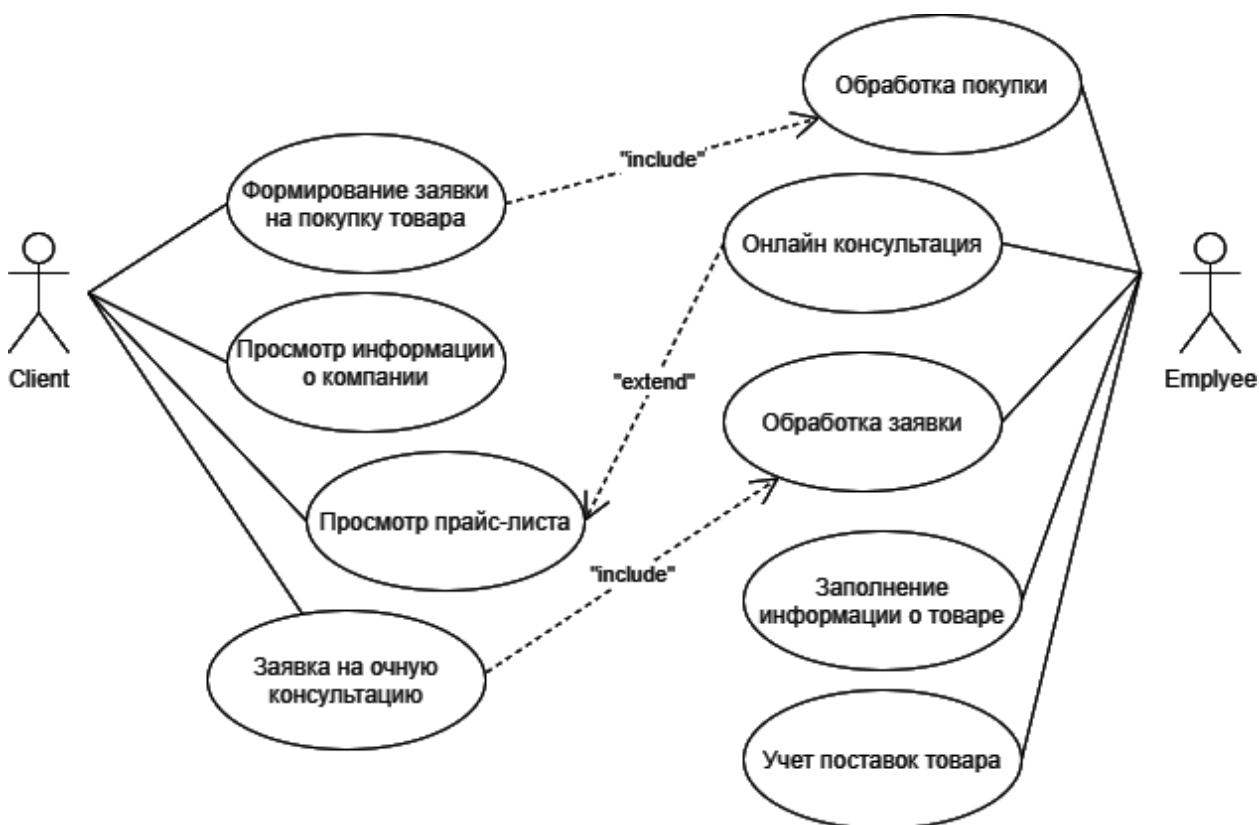 Обработка покупки
"include"
Формирование заявки
на покупку товара
Онлайн консультация
Client
Просмотр информации
о компании
"extend"
Emplyee
Обработка заявки
Просмотр прайс-листа
"include"
Заполнение
информации о товаре
Заявка на очную
консультацию
Учет поставок товара